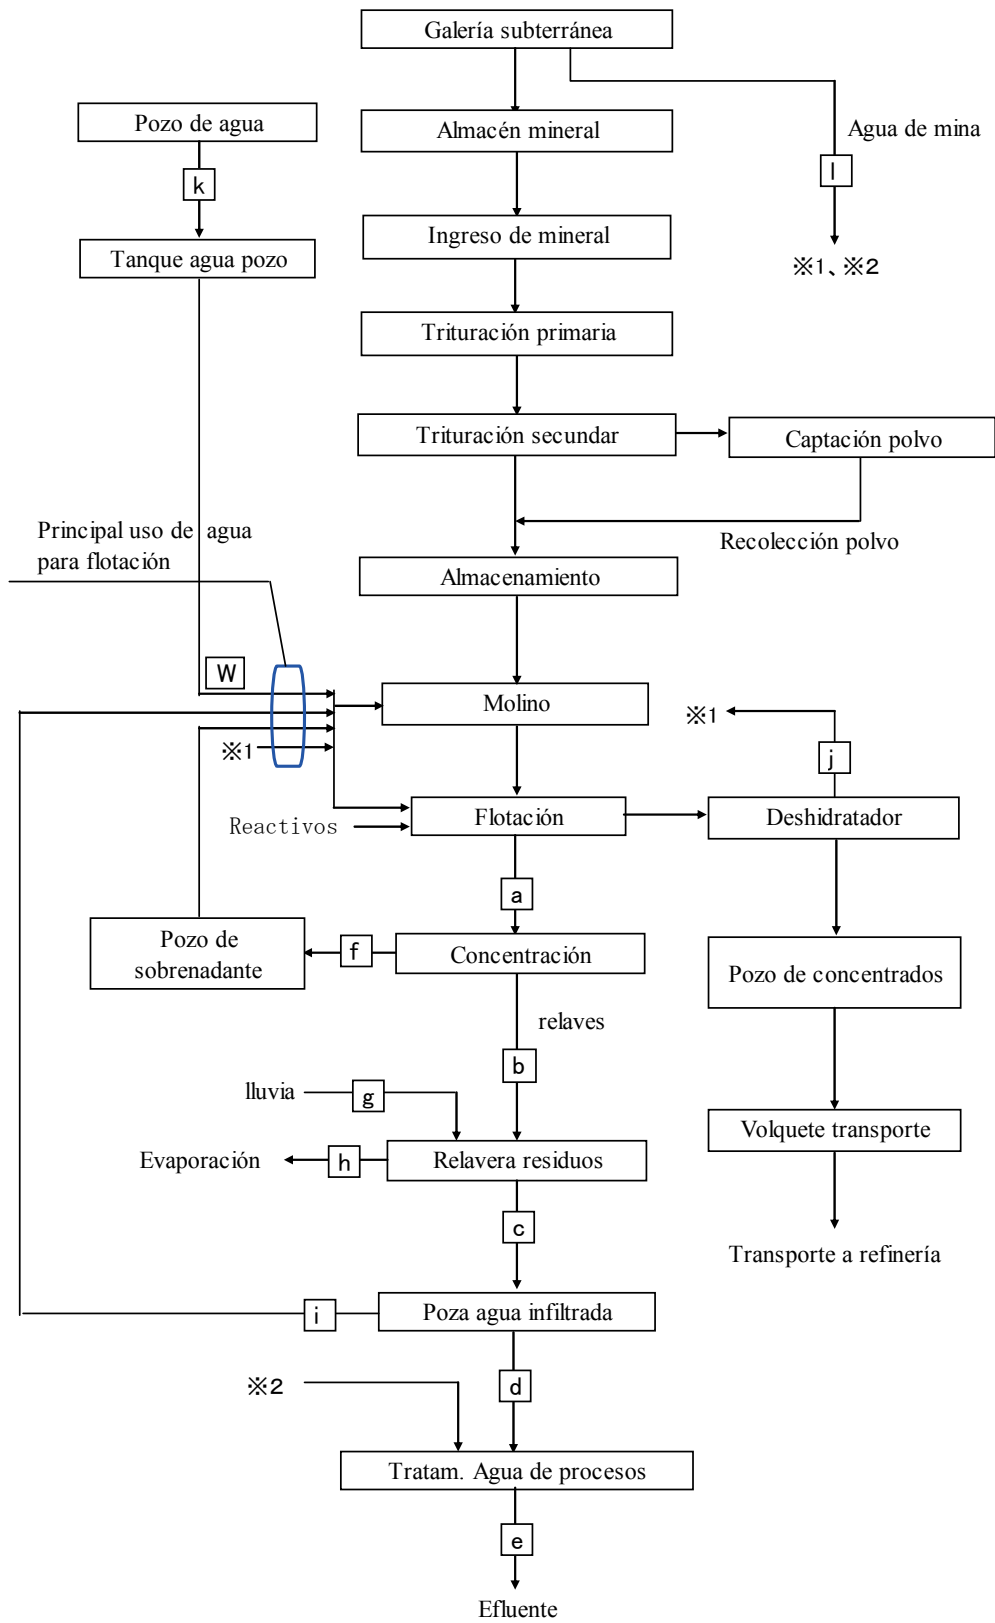 Galería subterránea
Pozo de agua
Almacén mineral
Agua de mina
k
l
Ingreso de mineral
Tanque agua pozo
※1、※2
Trituración primaria
Trituración secundar
Captación polvo
Principal uso de agua
para flotación
Recolección polvo
Almacenamiento
W
Molino
※1
※1
j
Reactivos
Flotación
Deshidratador
a
Pozo de
sobrenadante
f
Concentración
Pozo de concentrados
relaves
b
lluvia
g
Volquete transporte
Evaporación
h
Relavera residuos
c
Transporte a refinería
i
Poza agua infiltrada
※2
d
Tratam. Agua de procesos
e
Efluente